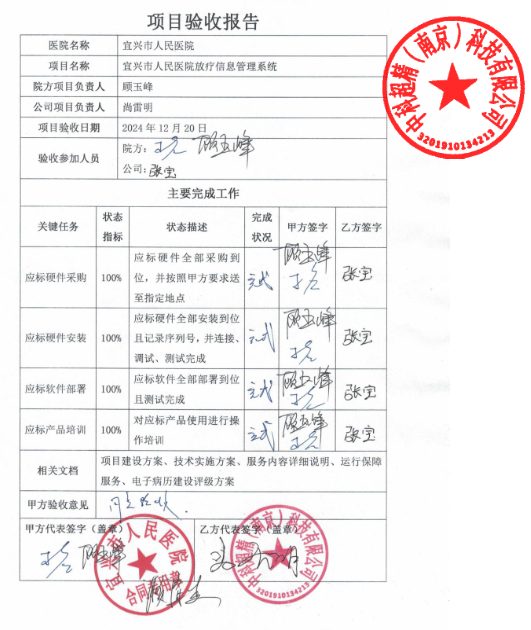 项目验收报告
中科超精（南京）科技有限公司
3201910134213
医院名称 宜兴市人民医院
项目名称 宜兴市人民医院放疗信息管理系统
院方项目负责人 顾玉峰
公司项目负责人 尚雷明
项目验收日期 2024 年 12 月 20 日
验收参加人员 院方： 顾玉峰
公司：张宝
主要完成工作
关键任务 状态指标 状态描述 完成状况 甲方签字 乙方签字
应标硬件采购 100% 应标硬件全部采购到 顾玉峰
位，并按照甲方要求送 完成 张宝
至指定地点
应标硬件安装 100% 应标硬件全部安装到位 顾玉峰
且记录序列号，并连接、 完成 张宝
调试、测试完成
应标软件部署 100% 应标软件全部部署到位 顾玉峰
且测试完成 完成 张宝
应标产品培训 100% 对应标产品使用进行操 顾玉峰
作培训 完成 张宝
相关文档 项目建设方案、技术实施方案、服务内容详细说明、运行保障
服务、电子病历建设评级方案
甲方验收意见 同意验收.
甲方代表签字（盖章） 乙方代表签字（盖章）
顾玉峰
宜兴市人民医院
合同专用章
中科超精（南京）科技有限公司
3201910134213